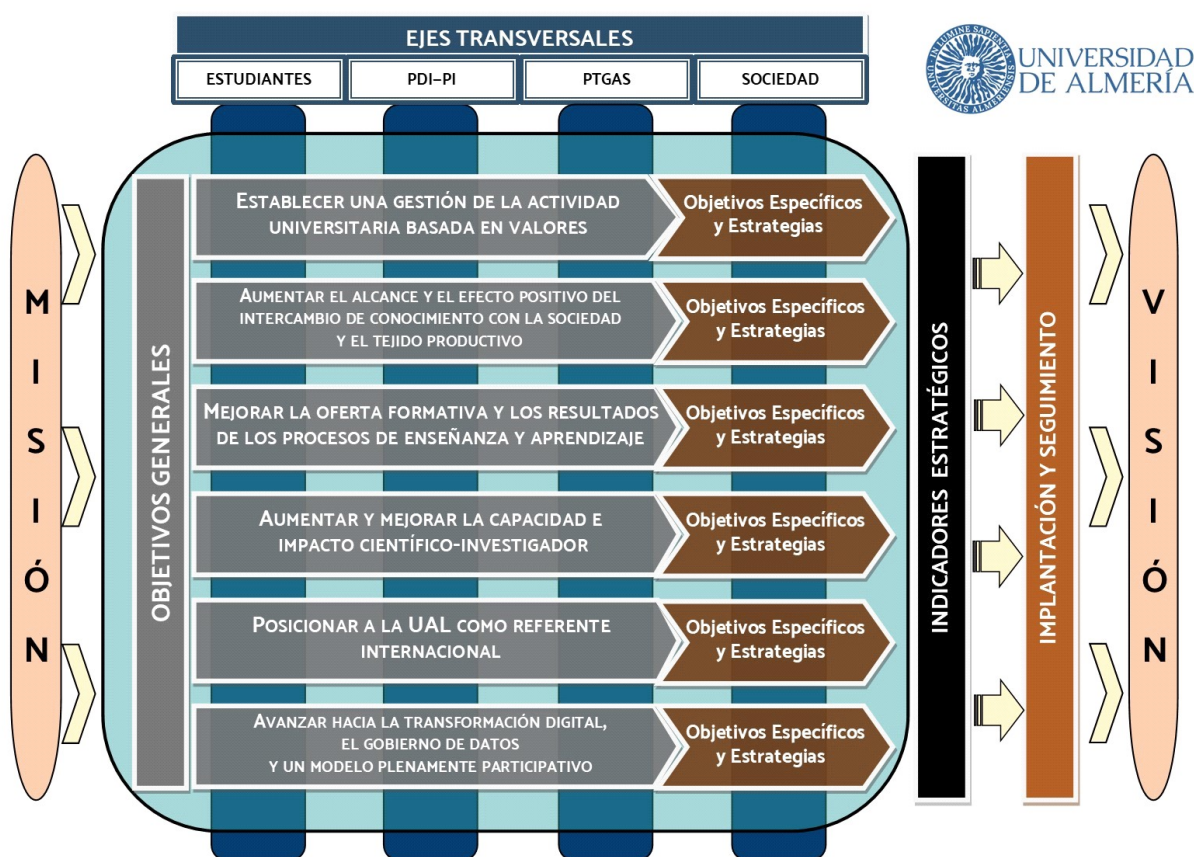 EJES TRANSVERSALES
ESTUDIANTES
PDI–PI
PTGAS
SOCIEDAD
IN LUMINE SAPIENTIA
UNIVERSITAS ALMERIENSIS
UNIVERSIDAD
DE ALMERÍA
MISIÓN
OBJETIVOS GENERALES
ESTABLECER UNA GESTIÓN DE LA ACTIVIDAD
UNIVERSITARIA BASADA EN VALORES
Objetivos Específicos
y Estrategias
AUMENTAR EL ALCANCE Y EL EFECTO POSITIVO DEL
INTERCAMBIO DE CONOCIMIENTO CON LA SOCIEDAD
Y EL TEJIDO PRODUCTIVO
Objetivos Específicos
y Estrategias
MEJORAR LA OFERTA FORMATIVA Y LOS RESULTADOS
DE LOS PROCESOS DE ENSEÑANZA Y APRENDIZAJE
Objetivos Específicos
y Estrategias
AUMENTAR Y MEJORAR LA CAPACIDAD E
IMPACTO CIENTÍFICO-INVESTIGADOR
Objetivos Específicos
y Estrategias
POSICIONAR A LA UAL COMO REFERENTE
INTERNACIONAL
Objetivos Específicos
y Estrategias
AVANZAR HACIA LA TRANSFORMACIÓN DIGITAL,
EL GOBIERNO DE DATOS
Y UN MODELO PLENAMENTE PARTICIPATIVO
Objetivos Específicos
y Estrategias
INDICADORES ESTRATÉGICOS
IMPLANTACIÓN Y SEGUIMIENTO
VISIÓN